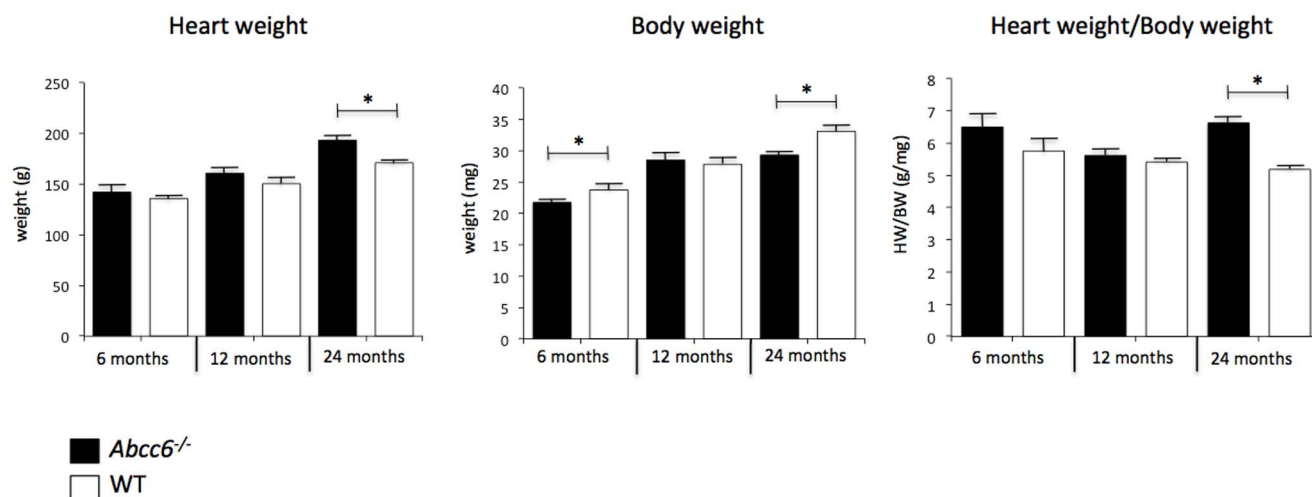 Heart weight
Body weight
Heart weight/Body weight
weight (g)
250
200
150
100
50
0
*
6 months
12 months
24 months
weight (mg)
40
35
30
25
20
15
10
5
0
*
*
6 months
12 months
24 months
HW/BW (g/mg)
8
7
6
5
4
3
2
1
0
*
6 months
12 months
24 months
Abcc6-/-
WT